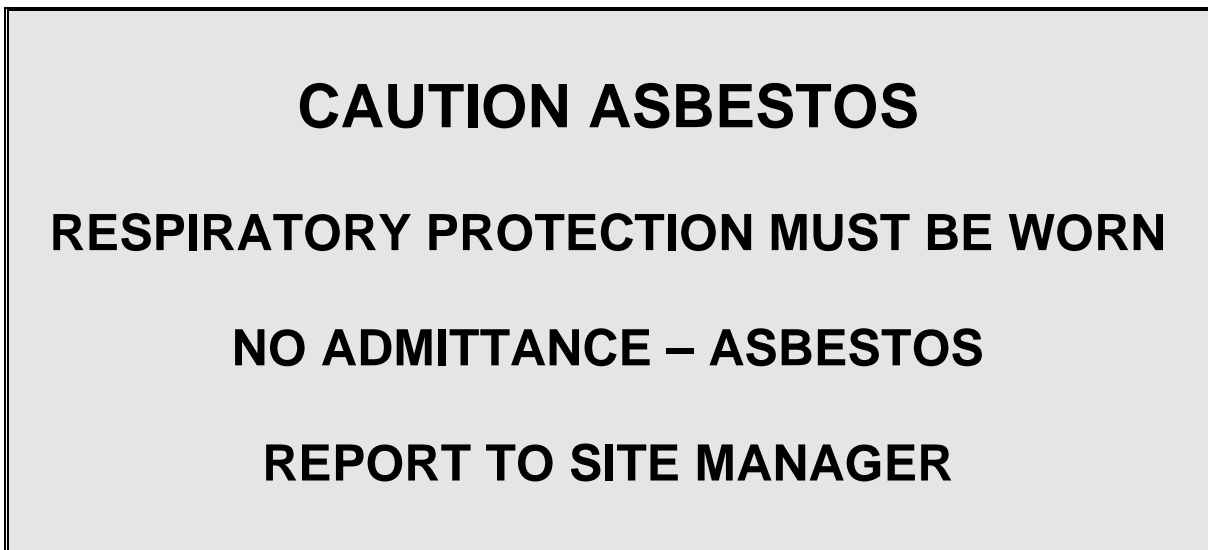 CAUTION ASBESTOS
RESPIRATORY PROTECTION MUST BE WORN
NO ADMITTANCE – ASBESTOS
REPORT TO SITE MANAGER